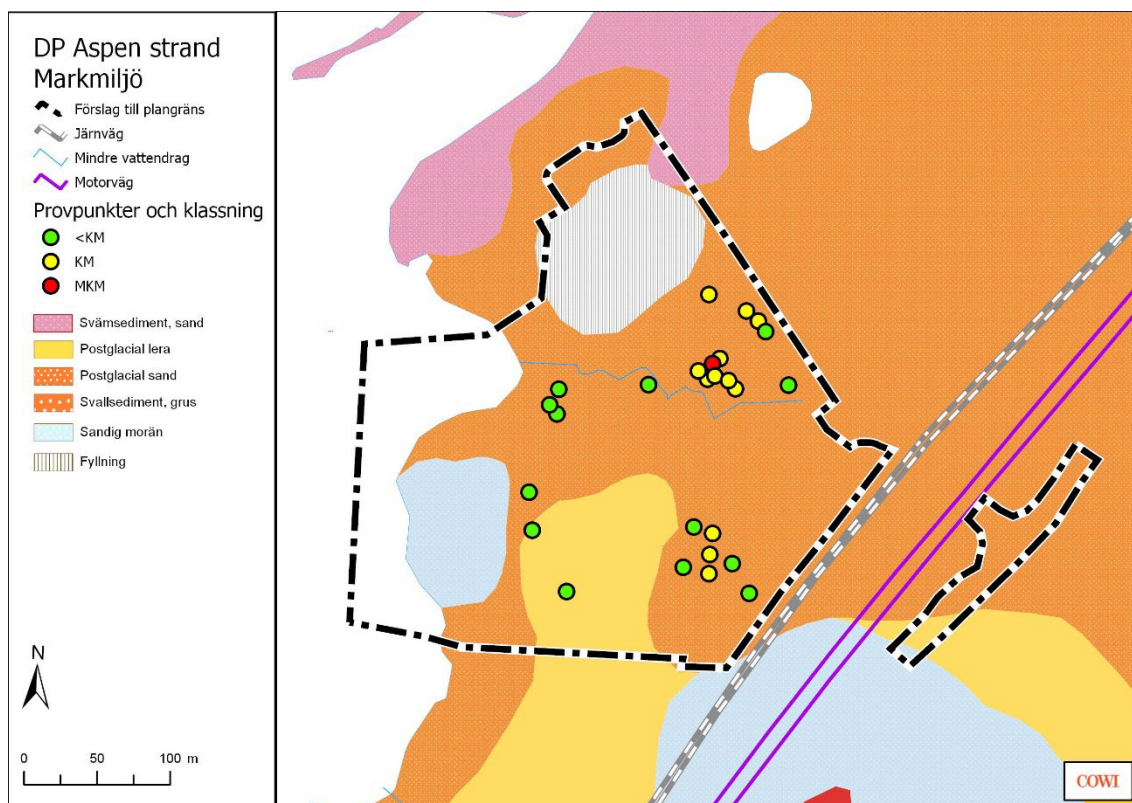 DP Aspen strand
Markmiljö
Förslag till plangräns
Järnväg
Mindre vattendrag
Motorväg
Provpunkter och klassning
<KM
KM
MKM
Svämsediment, sand
Postglacial lera
Postglacial sand
Svallsediment, grus
Sandig morän
Fyllning
N
0 50 100 m
COWI